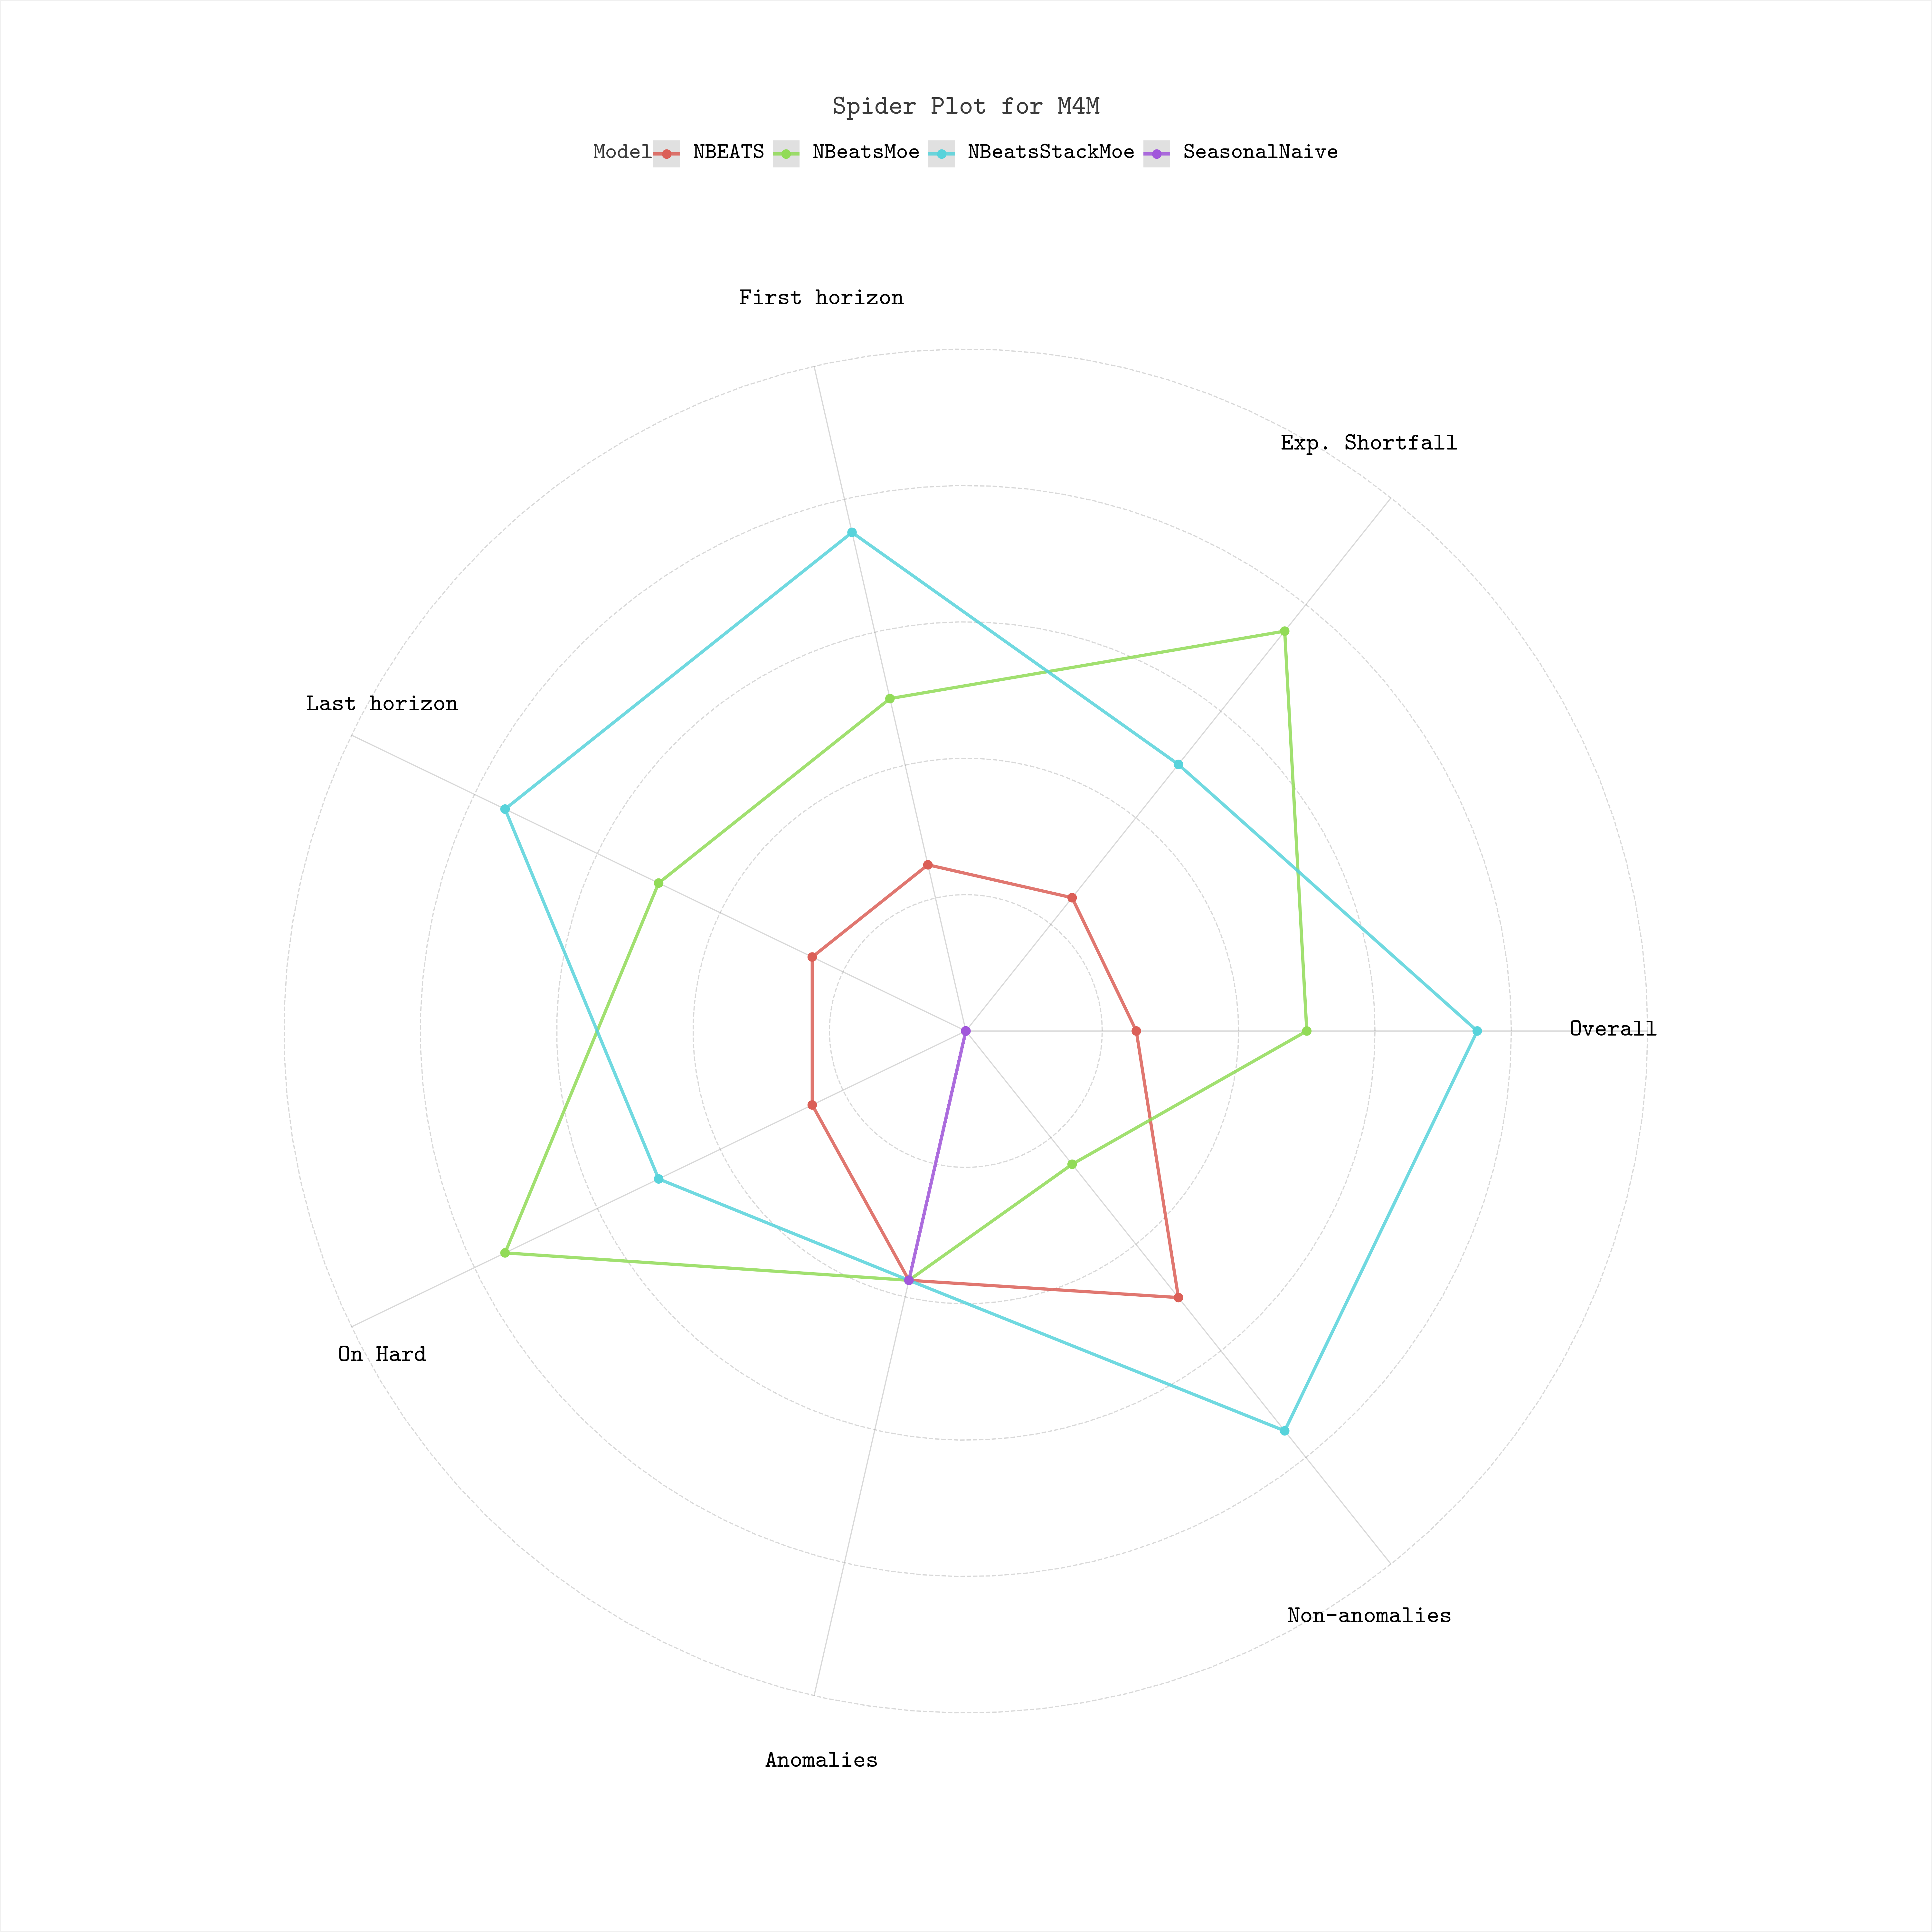 Spider Plot for M4M
Model NBEATS NBeatsMoe NBeatsStackMoe SeasonalNaive
First horizon
Exp. Shortfall
Last horizon
Overall
On Hard
Non-anomalies
Anomalies